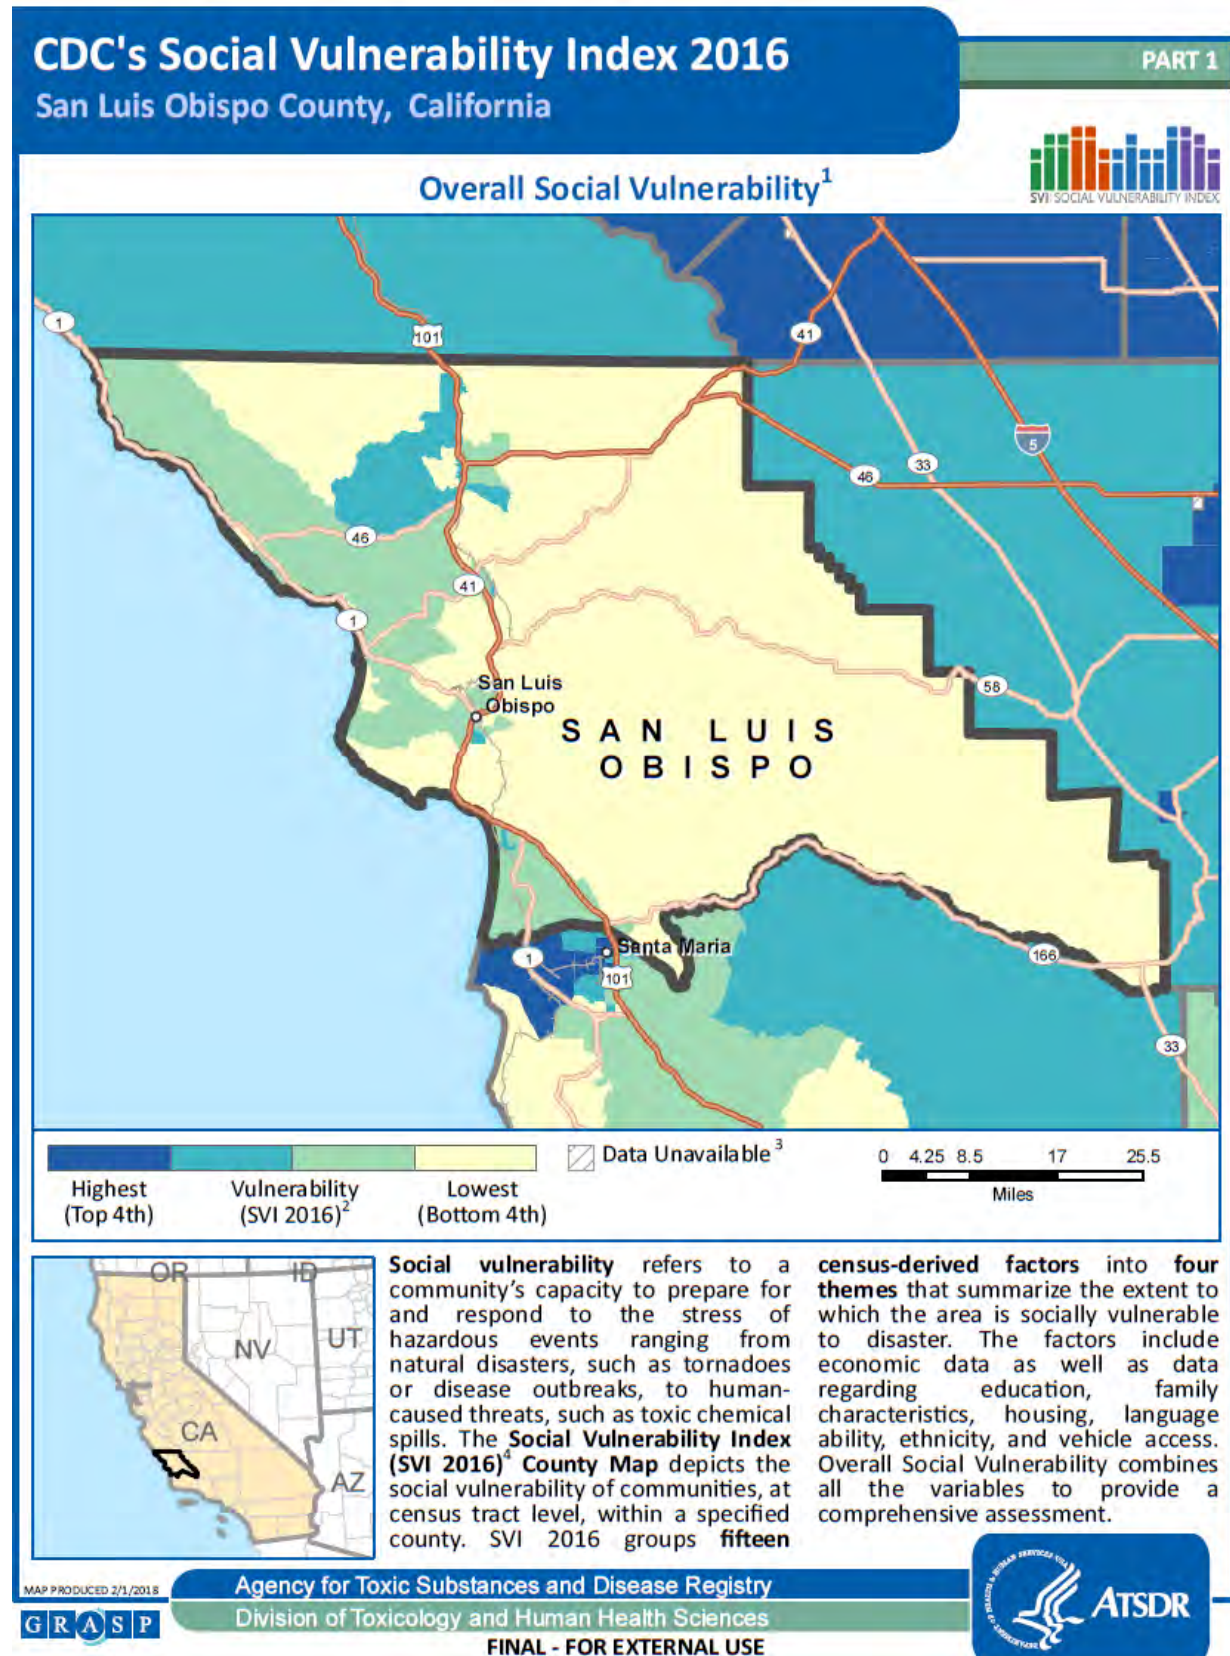 CDC's Social Vulnerability Index 2016
San Luis Obispo County, California
PART 1
SVI SOCIAL VULNERABILITY INDEX
Overall Social Vulnerability1
1
101
41
5
33
46
46
41
1
San Luis
Obispo
58
SAN LUIS
OBISPO
Santa Maria
1
101
166
33
Highest
(Top 4th)
Vulnerability
(SVI 2016)2
Lowest
(Bottom 4th)
Data Unavailable3
0 4.25 8.5 17 25.5
Miles
OR
ID
NV
UT
CA
AZ
Social vulnerability refers to a
community's capacity to prepare for
and respond to the stress of
hazardous events ranging from
natural disasters, such as tornadoes
or disease outbreaks, to human-
caused threats, such as toxic chemical
spills. The Social Vulnerability Index
(SVI 2016)4 County Map depicts the
social vulnerability of communities, at
census tract level, within a specified
county. SVI 2016 groups fifteen
census-derived factors into four
themes that summarize the extent to
which the area is socially vulnerable
to disaster. The factors include
economic data as well as data
regarding education, family
characteristics, housing, language
ability, ethnicity, and vehicle access.
Overall Social Vulnerability combines
all the variables to provide a
comprehensive assessment.
MAP PRODUCED 2/1/2018
GRASP
Agency for Toxic Substances and Disease Registry
Division of Toxicology and Human Health Sciences
FINAL - FOR EXTERNAL USE
DEPARTMENT OF HEALTH & HUMAN SERVICES USA
ATSDR